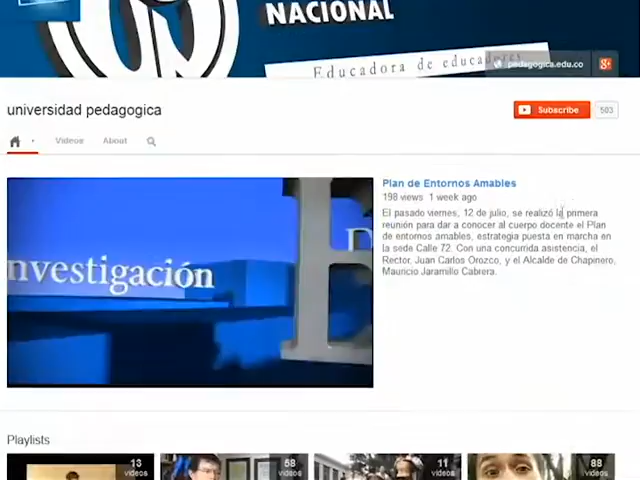 NACIONAL
Educadora de educadores
pedagogica.edu.co
universidad pedagogica
Subscribe
503
Videos
About
Plan de Entornos Amables
198 views 1 week ago
El pasado viernes, 12 de julio, se realizó la primera
reunión para dar a conocer al cuerpo docente el Plan
de entornos amables, estrategia puesta en marcha en
la sede Calle 72. Con una concurrida asistencia, el
Rector, Juan Carlos Orozco, y el Alcalde de Chapinero,
Mauricio Jaramillo Cabrera.
nvestigación
E
D
Playlists
13
videos
58
videos
11
videos
88
videos